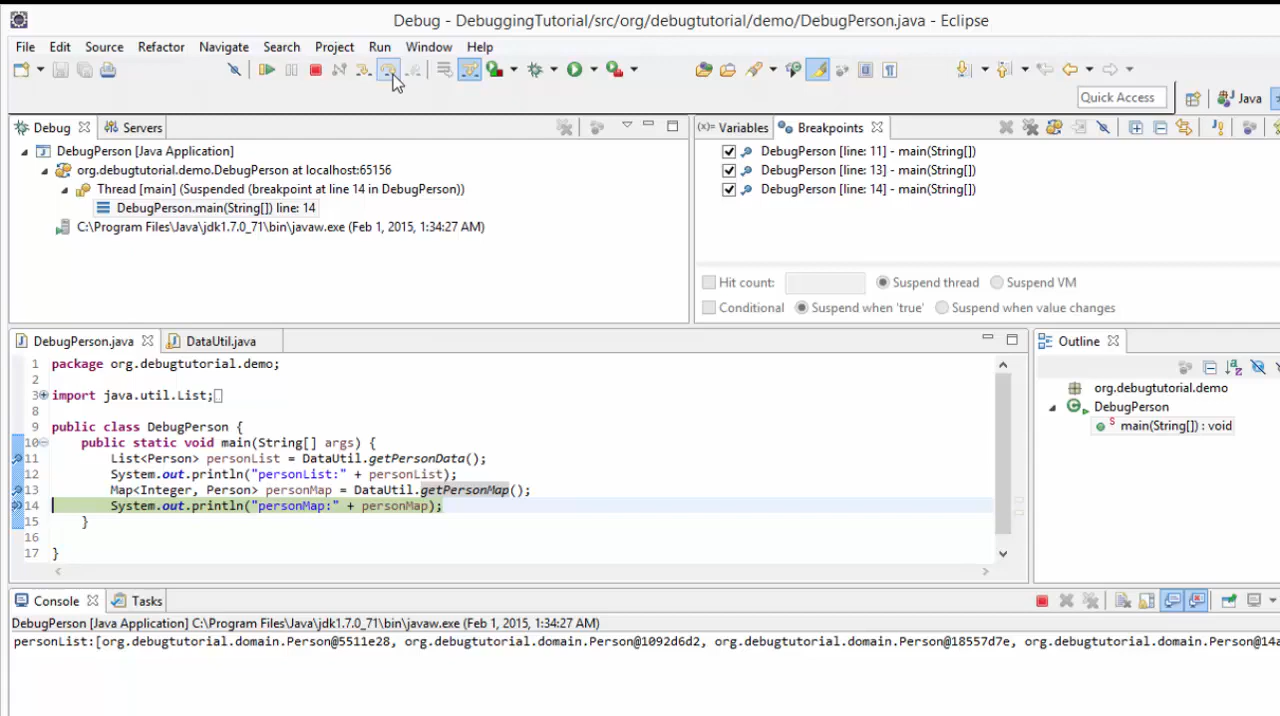 Debug - DebuggingTutorial/src/org/debugtutorial/demo/DebugPerson.java - Eclipse
File Edit Source Refactor Navigate Search Project Run Window Help
Quick Access
Java
Debug
Servers
DebugPerson [Java Application]
org.debugtutorial.demo.DebugPerson at localhost:65156
Thread [main] (Suspended (breakpoint at line 14 in DebugPerson))
DebugPerson.main(String[]) line: 14
C:\Program Files\Java\jdk1.7.0_71\bin\javaw.exe (Feb 1, 2015, 1:34:27 AM)
(x)= Variables
Breakpoints
DebugPerson [line: 11] - main(String[])
DebugPerson [line: 13] - main(String[])
DebugPerson [line: 14] - main(String[])
Hit count:
Suspend thread
Suspend VM
Conditional
Suspend when 'true'
Suspend when value changes
DebugPerson.java
DataUtil.java
1 package org.debugtutorial.demo;
2
3 import java.util.List;
8
9 public class DebugPerson {
10 public static void main(String[] args) {
11 List<Person> personList = DataUtil.getPersonData();
12 System.out.println("personList:" + personList);
13 Map<Integer, Person> personMap = DataUtil.getPersonMap();
14 System.out.println("personMap:" + personMap);
15 }
16
17 }
Outline
org.debugtutorial.demo
DebugPerson
main(String[]) : void
Console
Tasks
DebugPerson [Java Application] C:\Program Files\Java\jdk1.7.0_71\bin\javaw.exe (Feb 1, 2015, 1:34:27 AM)
personList:[org.debugtutorial.domain.Person@5511e28, org.debugtutorial.domain.Person@1092d6d2, org.debugtutorial.domain.Person@18557d7e, org.debugtutorial.domain.Person@14a